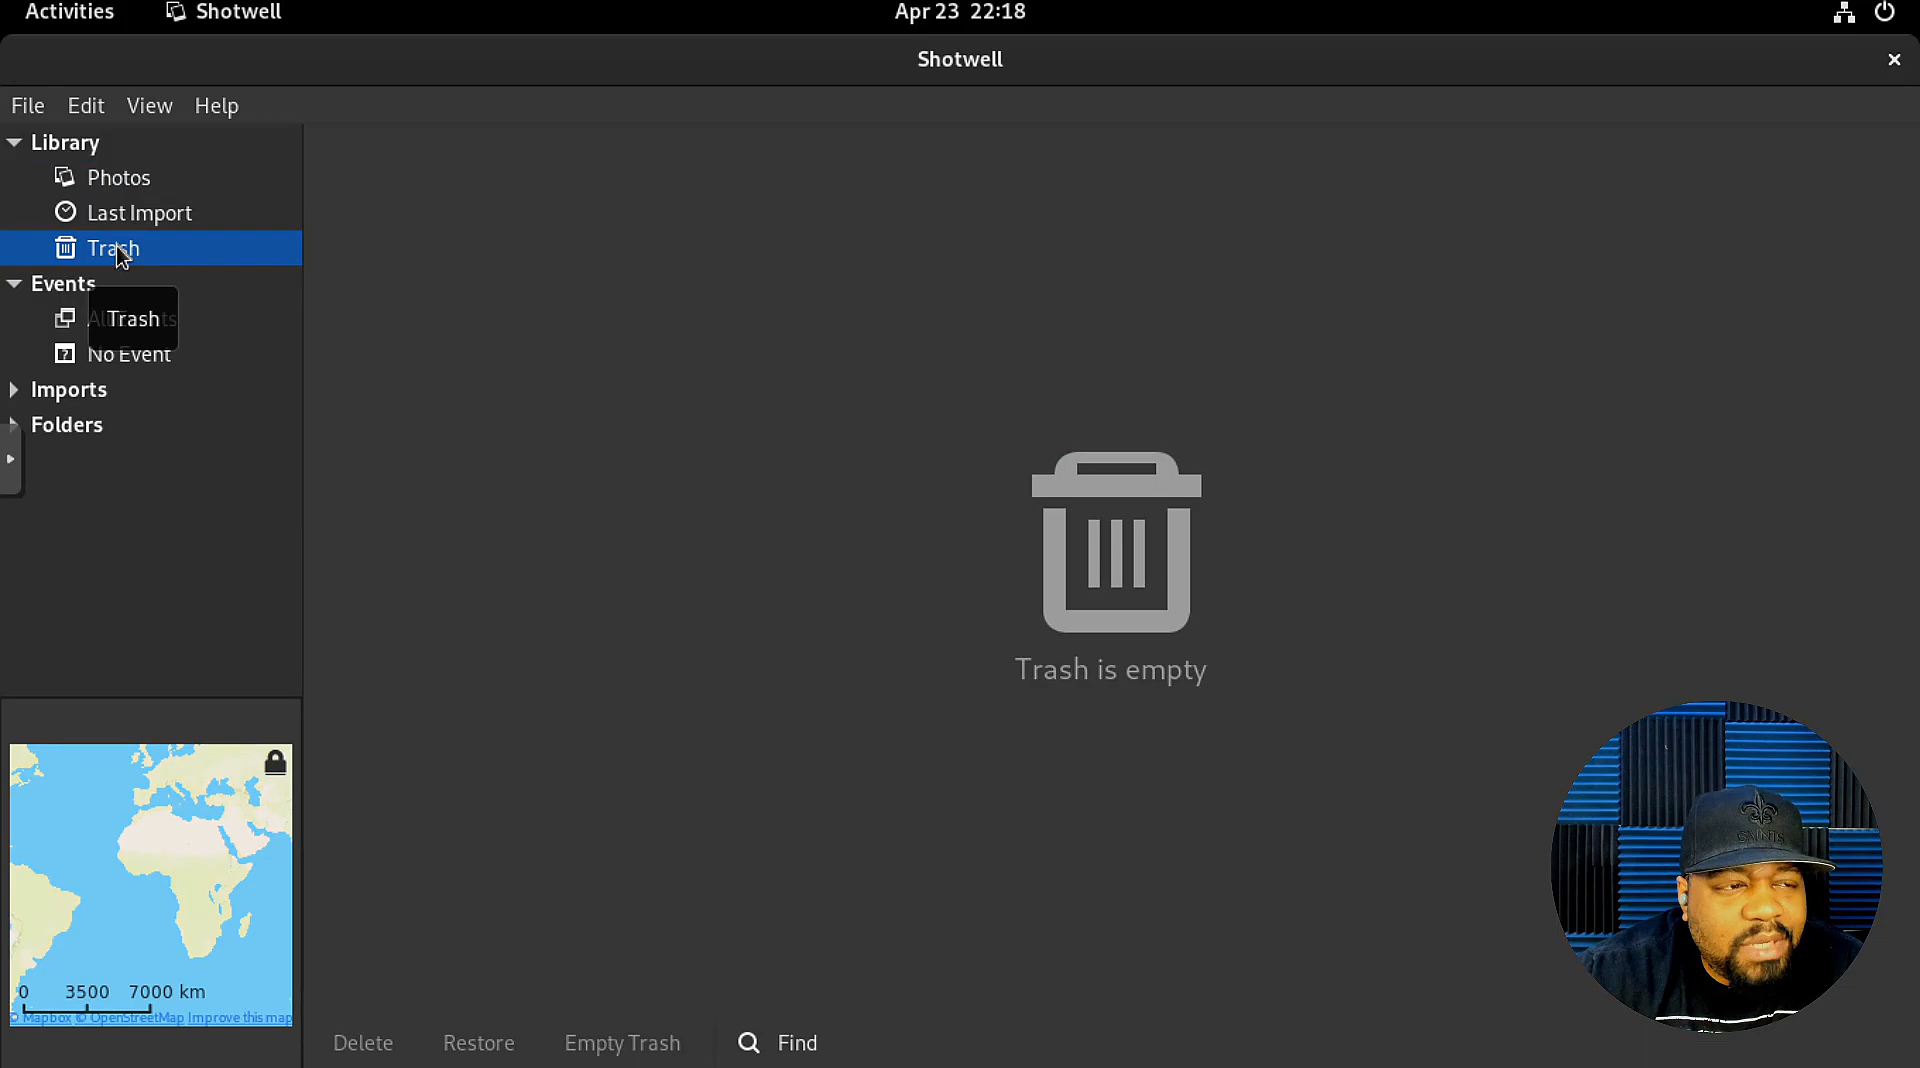 Activities Shotwell Apr 23 22:18
Shotwell
File Edit View Help
Library
Photos
Last Import
Trash
Events
Trash
No Event
Imports
Folders
Trash is empty
SAINTS
0 3500 7000 km
© Mapbox © OpenStreetMap Improve this map
Delete Restore Empty Trash Find